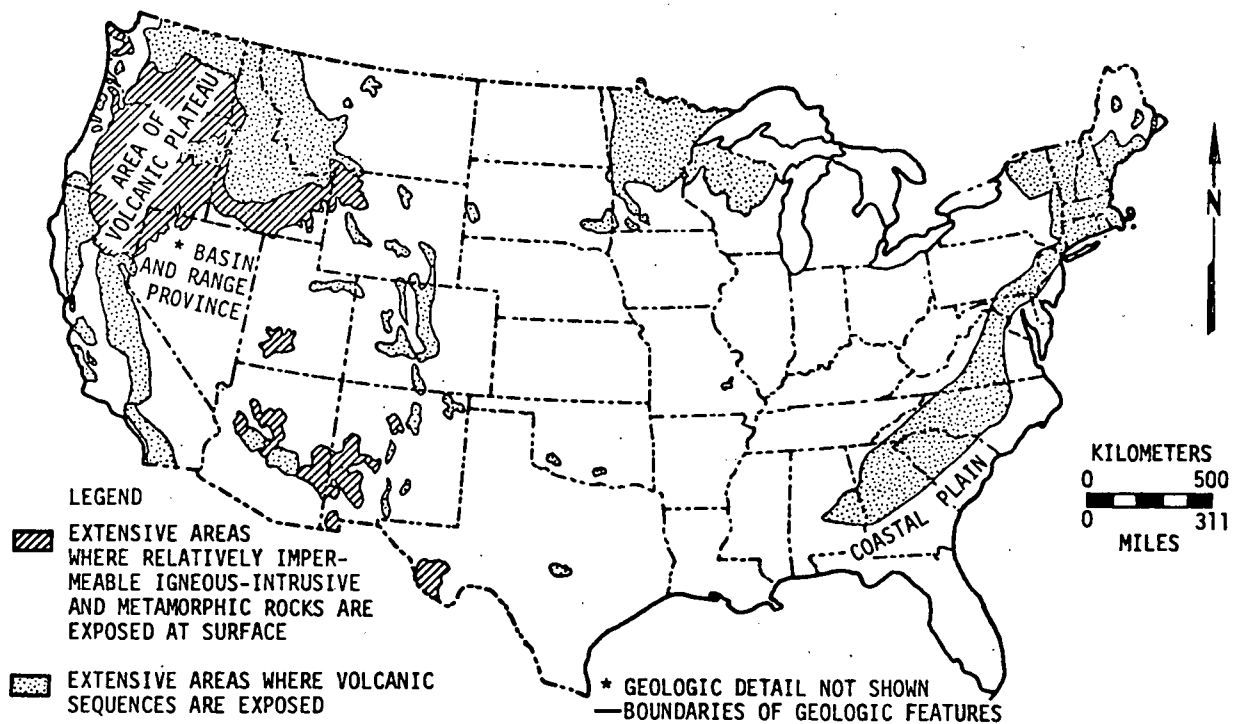 AREA OF
VOLCANIC PLATEAU
* BASIN
AND RANGE
PROVINCE
N
COASTAL PLAIN
KILOMETERS
0 500
0 311
MILES
LEGEND
EXTENSIVE AREAS
WHERE RELATIVELY IMPER-
MEABLE IGNEOUS-INTRUSIVE
AND METAMORPHIC ROCKS ARE
EXPOSED AT SURFACE
EXTENSIVE AREAS WHERE VOLCANIC
SEQUENCES ARE EXPOSED
* GEOLOGIC DETAIL NOT SHOWN
BOUNDARIES OF GEOLOGIC FEATURES